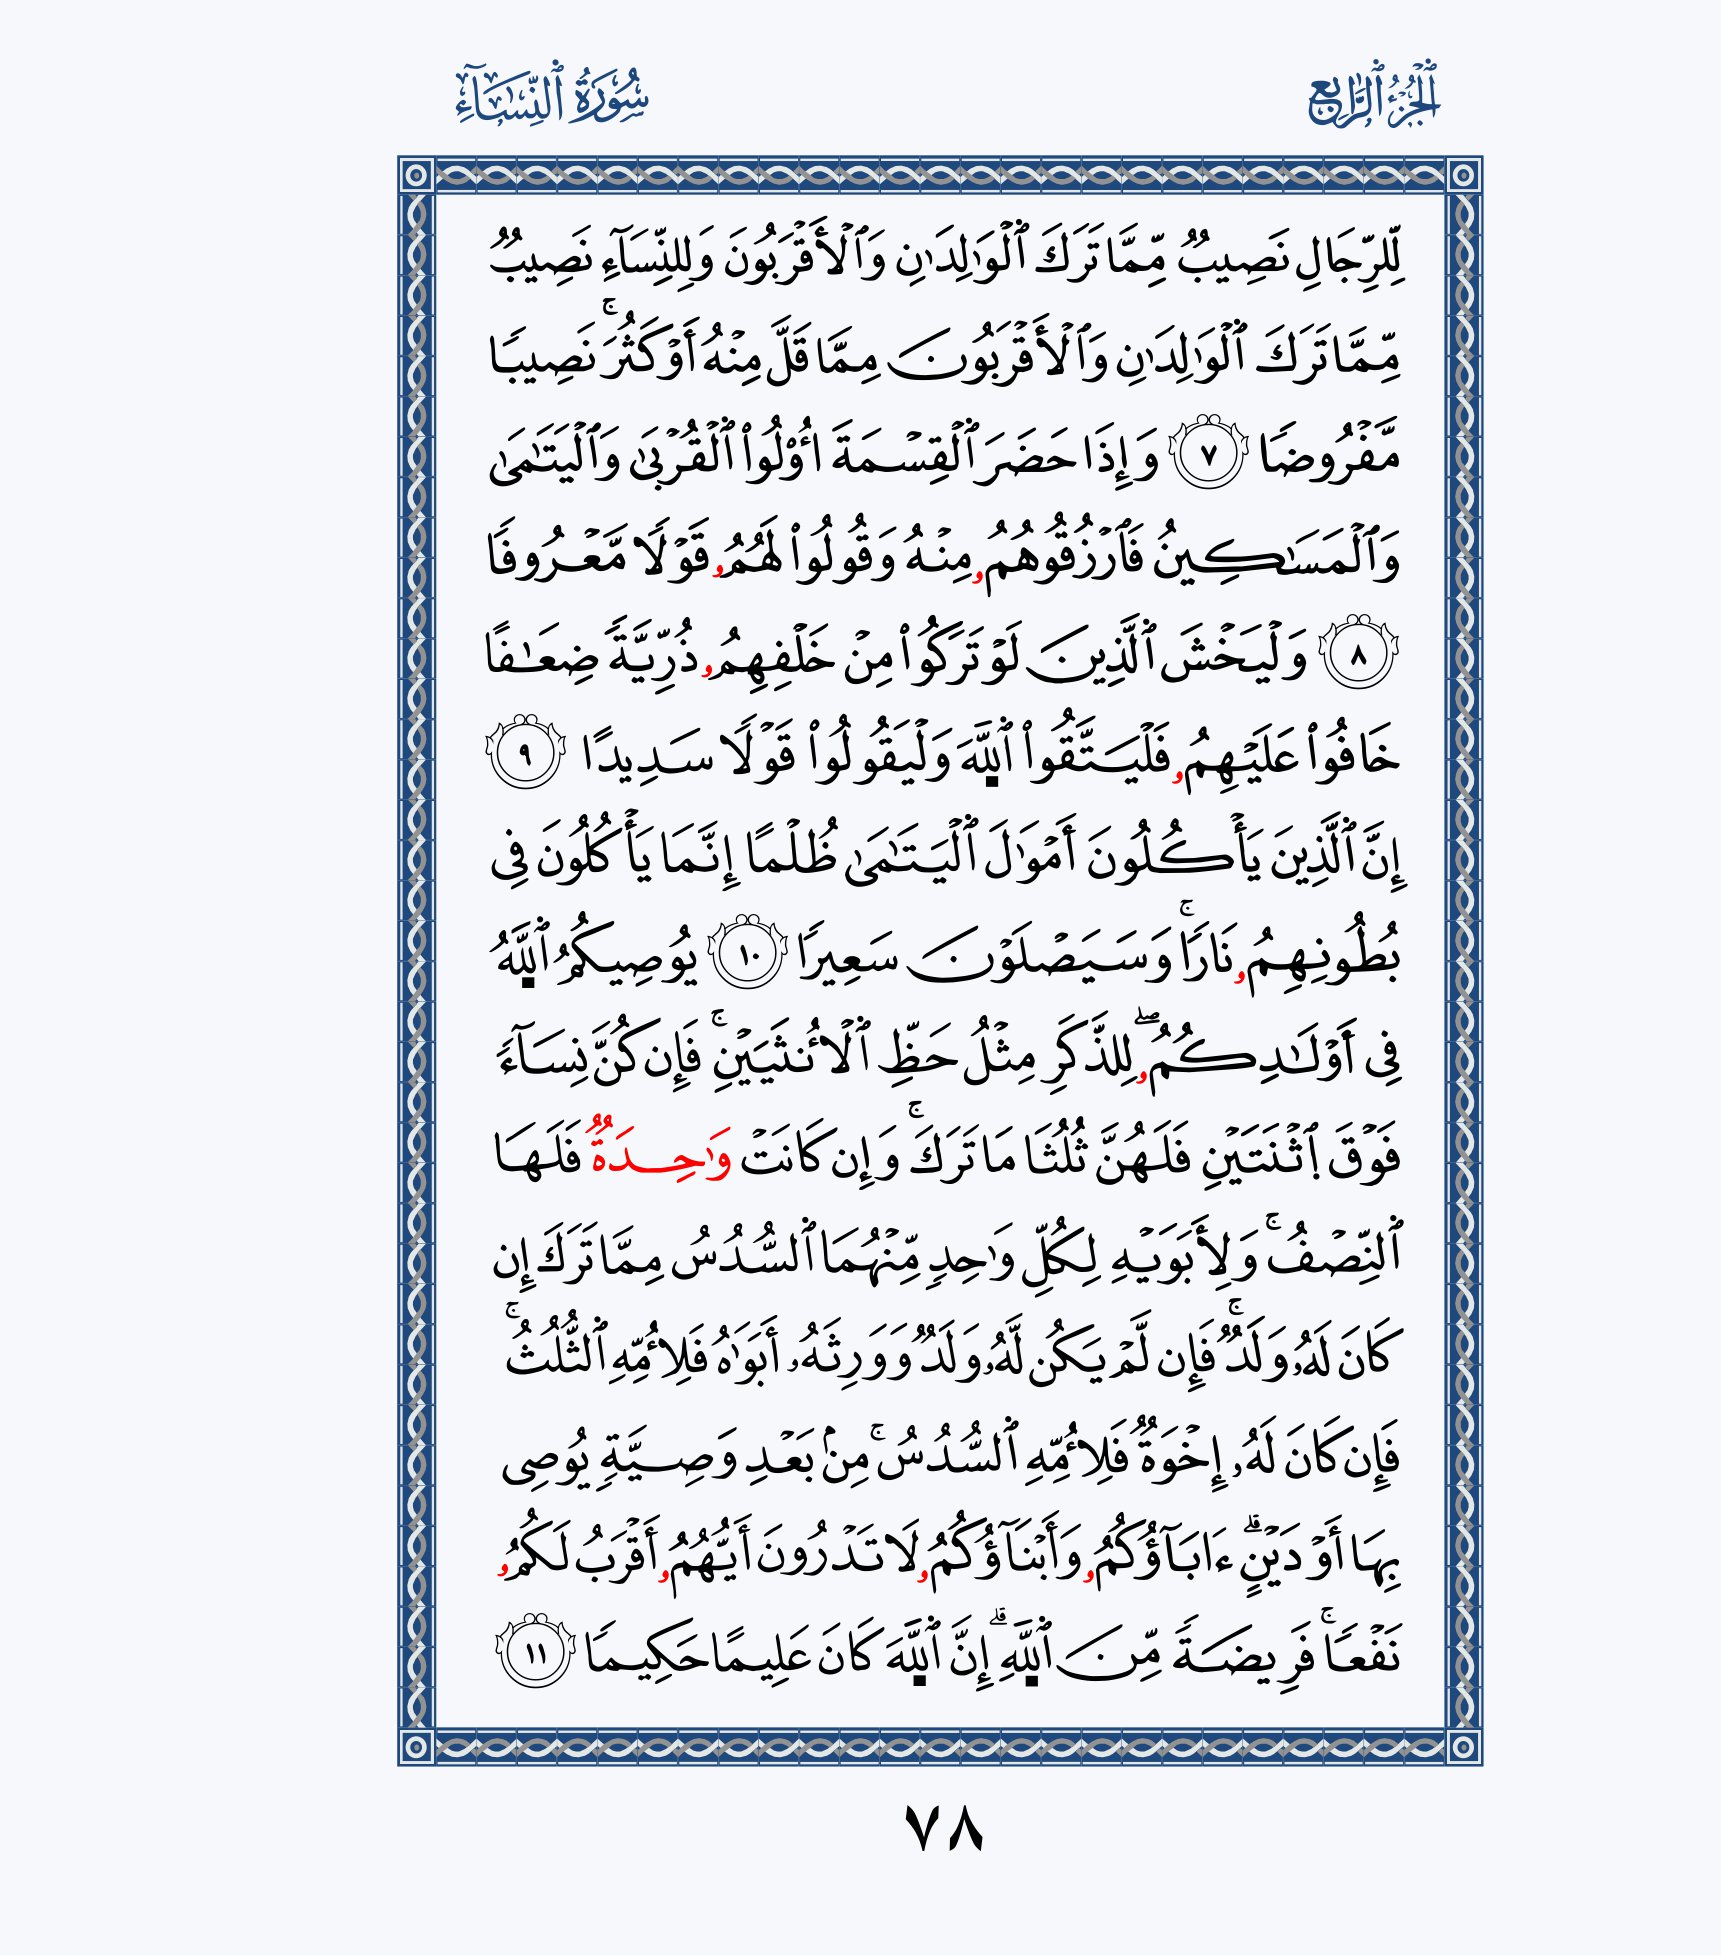 ٱلْجُزْءُ ٱلرَّابِع
سُورَةُ ٱلنِّسَآءِ
لِّلرِّجَالِ نَصِيبٌ مِّمَّا تَرَكَ ٱلْوَٰلِدَٰنِ وَٱلْأَقْرَبُونَ وَلِلنِّسَآءِ نَصِيبٌ
مِّمَّا تَرَكَ ٱلْوَٰلِدَٰنِ وَٱلْأَقْرَبُونَ مِمَّا قَلَّ مِنْهُ أَوْ كَثُرَۚ نَصِيبًا
مَّفْرُوضًا ٧ وَإِذَا حَضَرَ ٱلْقِسْمَةَ أُو۟لُوا۟ ٱلْقُرْبَىٰ وَٱلْيَتَٰمَىٰ
وَٱلْمَسَٰكِينُ فَٱرْزُقُوهُمُۥ مِنْهُ وَقُولُوا۟ لَهُمُۥ قَوْلًا مَّعْرُوفًا
٨ وَلْيَخْشَ ٱلَّذِينَ لَوْ تَرَكُوا۟ مِنْ خَلْفِهِمُۥ ذُرِّيَّةً ضِعَٰفًا
خَافُوا۟ عَلَيْهِمُۥ فَلْيَتَّقُوا۟ ٱللَّهَ وَلْيَقُولُوا۟ قَوْلًا سَدِيدًا ٩
إِنَّ ٱلَّذِينَ يَأْكُلُونَ أَمْوَٰلَ ٱلْيَتَٰمَىٰ ظُلْمًا إِنَّمَا يَأْكُلُونَ فِى
بُطُونِهِمُۥ نَارًاۚ وَسَيَصْلَوْنَ سَعِيرًا ١٠ يُوصِيكُمُ ٱللَّهُ
فِى أَوْلَٰدِكُمُۥۖ لِلذَّكَرِ مِثْلُ حَظِّ ٱلْأُنثَيَيْنِۚ فَإِن كُنَّ نِسَآءً
فَوْقَ ٱثْنَتَيْنِ فَلَهُنَّ ثُلُثَا مَا تَرَكَۚ وَإِن كَانَتْ وَٰحِدَةٌ فَلَهَا
ٱلنِّصْفُۚ وَلِأَبَوَيْهِ لِكُلِّ وَٰحِدٍ مِّنْهُمَا ٱلسُّدُسُ مِمَّا تَرَكَ إِن
كَانَ لَهُۥ وَلَدٌۚ فَإِن لَّمْ يَكُن لَّهُۥ وَلَدٌ وَوَرِثَهُۥ أَبَوَٰهُ فَلِأُمِّهِ ٱلثُّلُثُۚ
فَإِن كَانَ لَهُۥ إِخْوَةٌ فَلِأُمِّهِ ٱلسُّدُسُۚ مِنۢ بَعْدِ وَصِيَّةٍ يُوصِى
بِهَا أَوْ دَيْنٍۗ ءَابَآؤُكُمُۥ وَأَبْنَآؤُكُمُۥ لَا تَدْرُونَ أَيُّهُمُۥ أَقْرَبُ لَكُمُۥ
نَفْعًاۚ فَرِيضَةً مِّنَ ٱللَّهِۗ إِنَّ ٱللَّهَ كَانَ عَلِيمًا حَكِيمًا ١١
٧٨